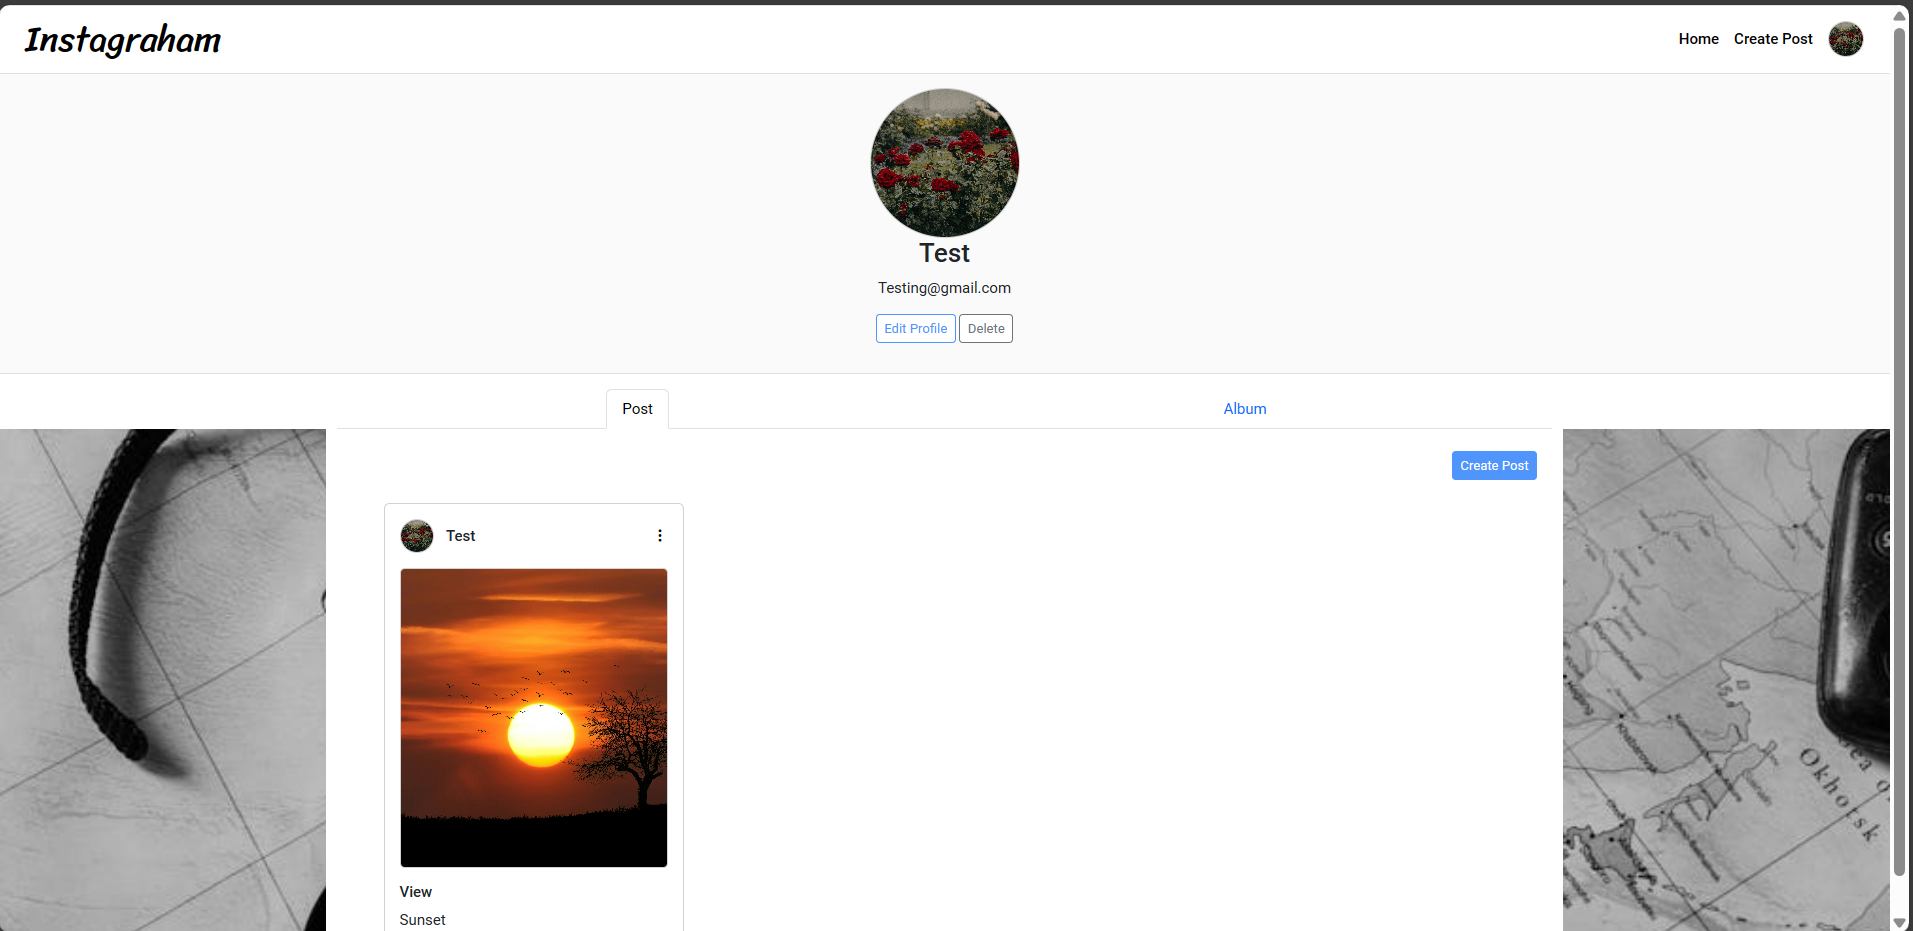 Instagraham
Home Create Post
Test
Testing@gmail.com
Edit Profile Delete
Post Album
Create Post
Test
View
Sunset
Khabarovsk
Okhotsk